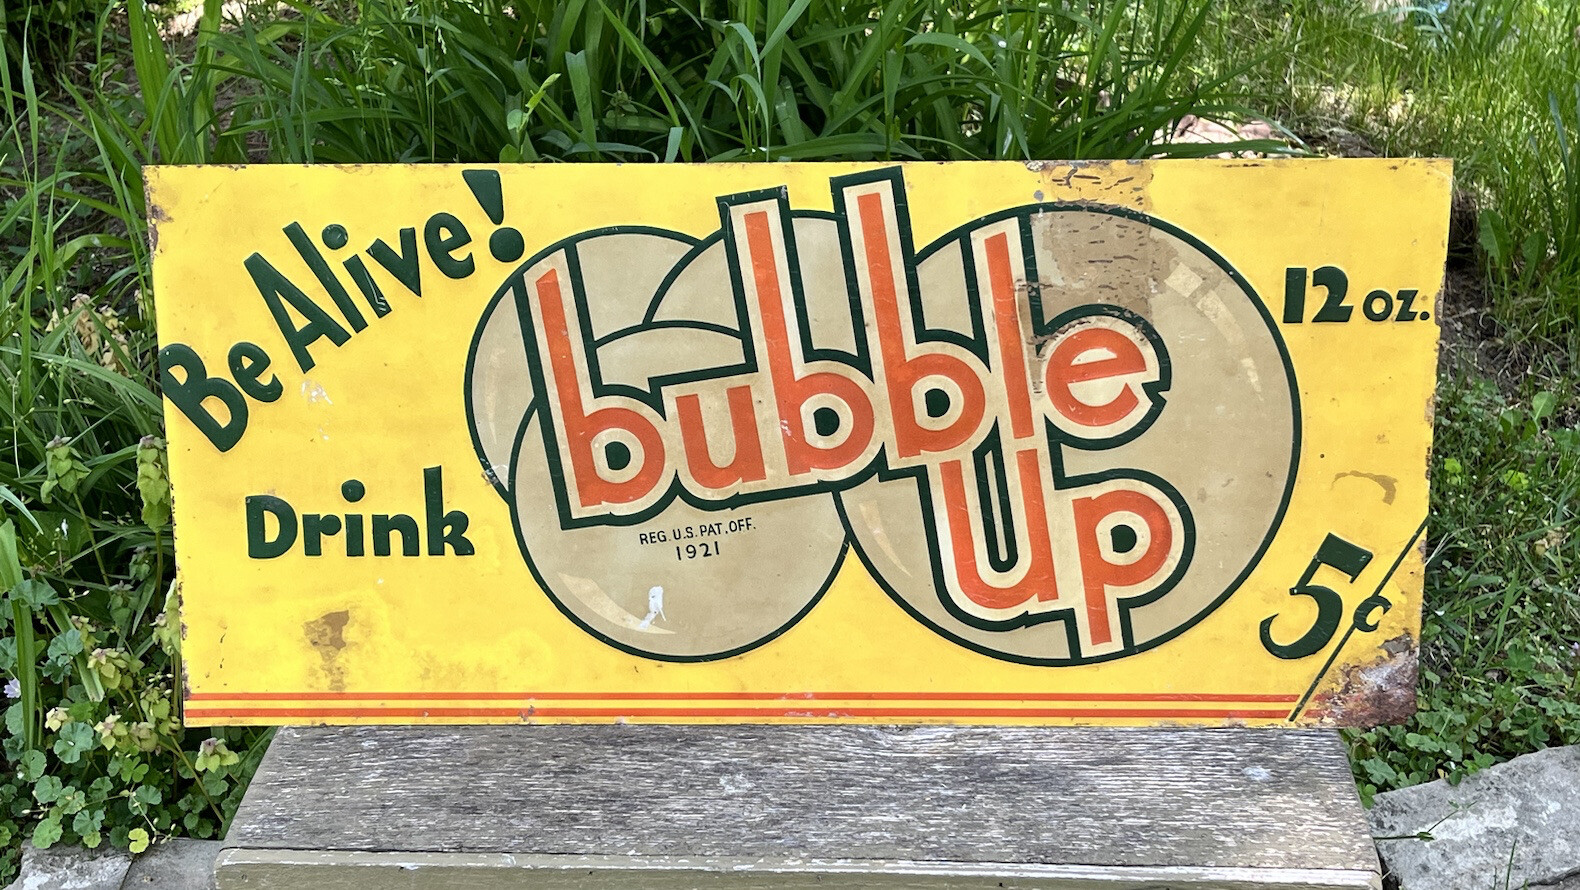 Be Alive!
Drink
bubble
up
REG. U.S. PAT. OFF.
1921
12 oz.
5¢